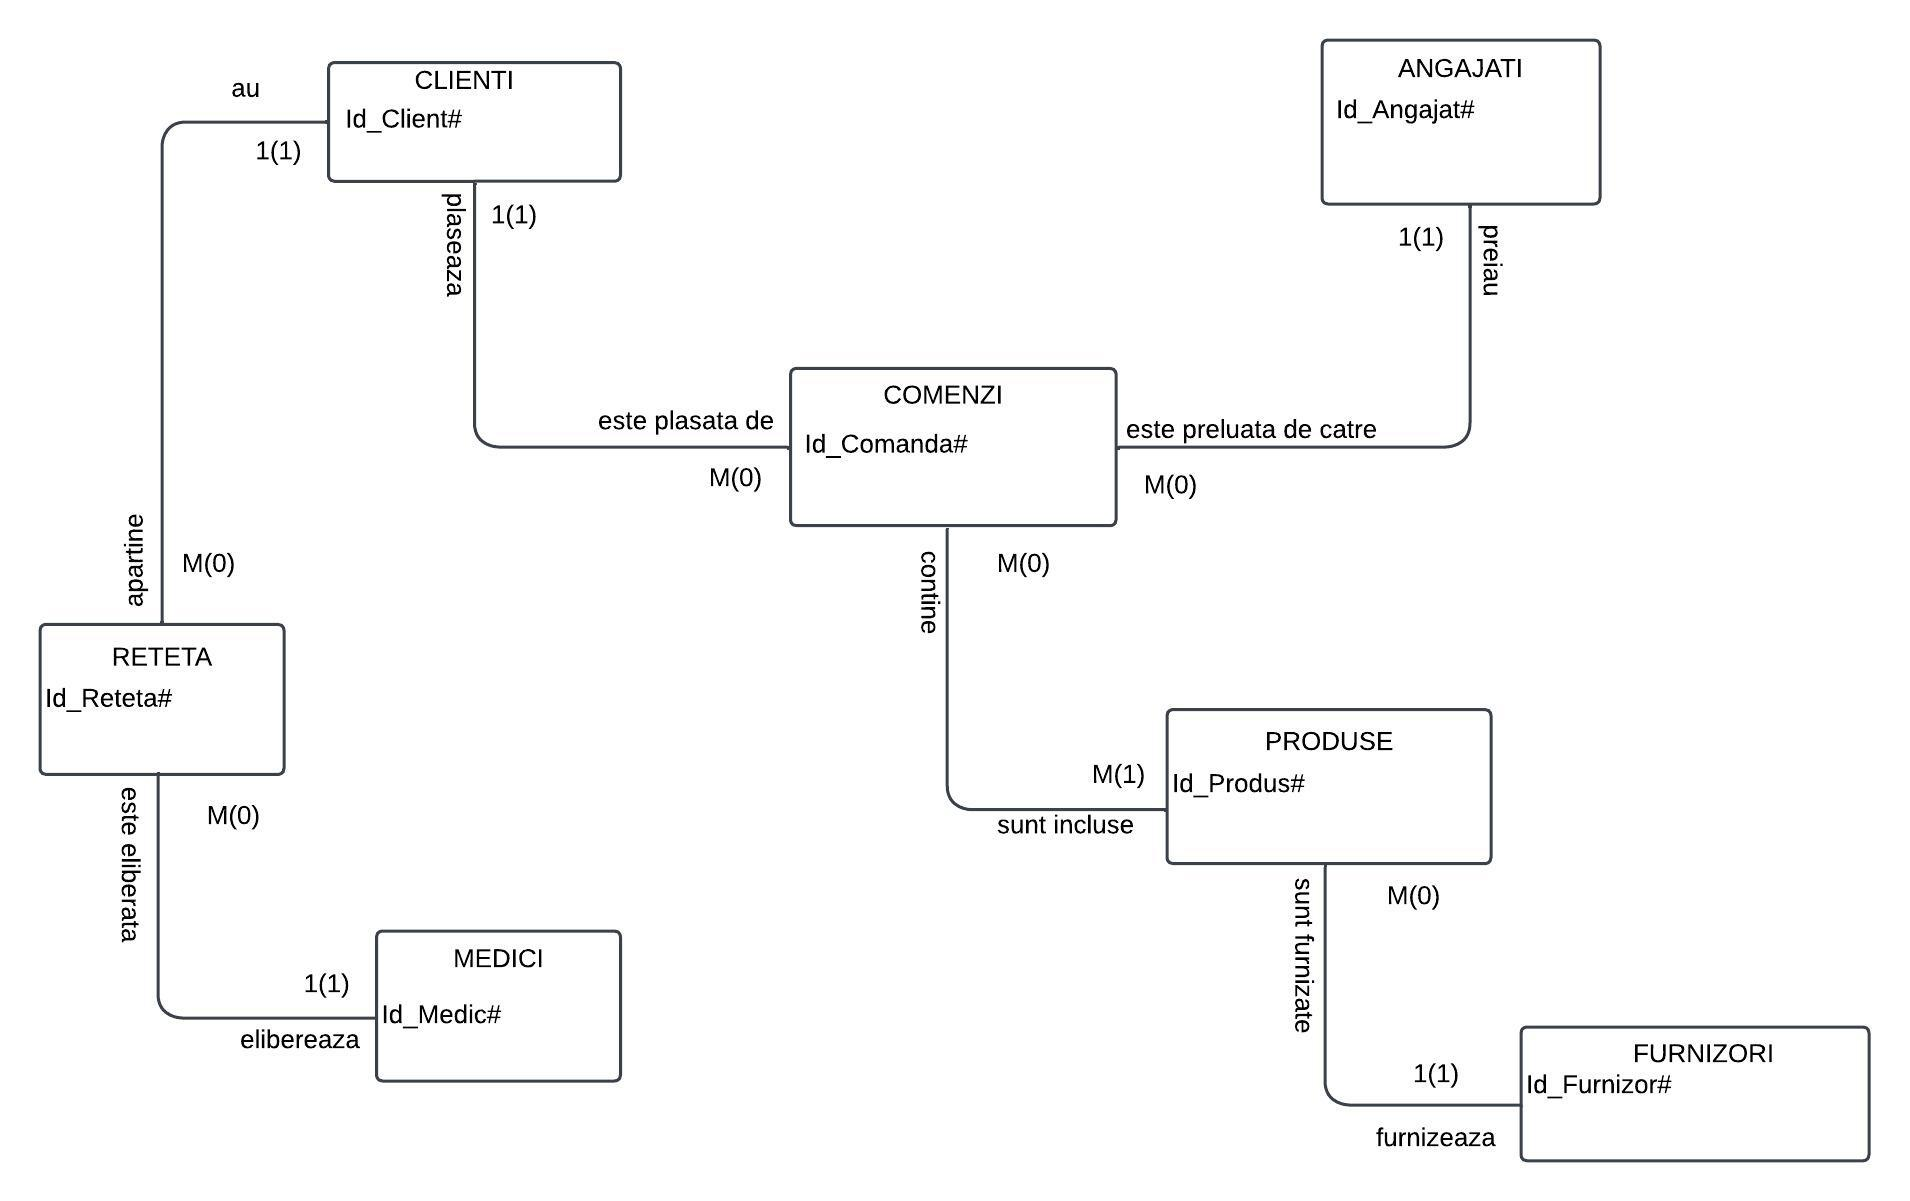 CLIENTI
Id_Client#
au
1(1)
plaseaza
1(1)
ANGAJATI
Id_Angajat#
1(1)
preiau
COMENZI
Id_Comanda#
este plasata de
M(0)
este preluata de catre
M(0)
apartine
M(0)
contine
M(0)
RETETA
Id_Reteta#
PRODUSE
Id_Produs#
M(1)
sunt incluse
este eliberata
M(0)
sunt furnizate
M(0)
MEDICI
Id_Medic#
1(1)
elibereaza
FURNIZORI
Id_Furnizor#
1(1)
furnizeaza